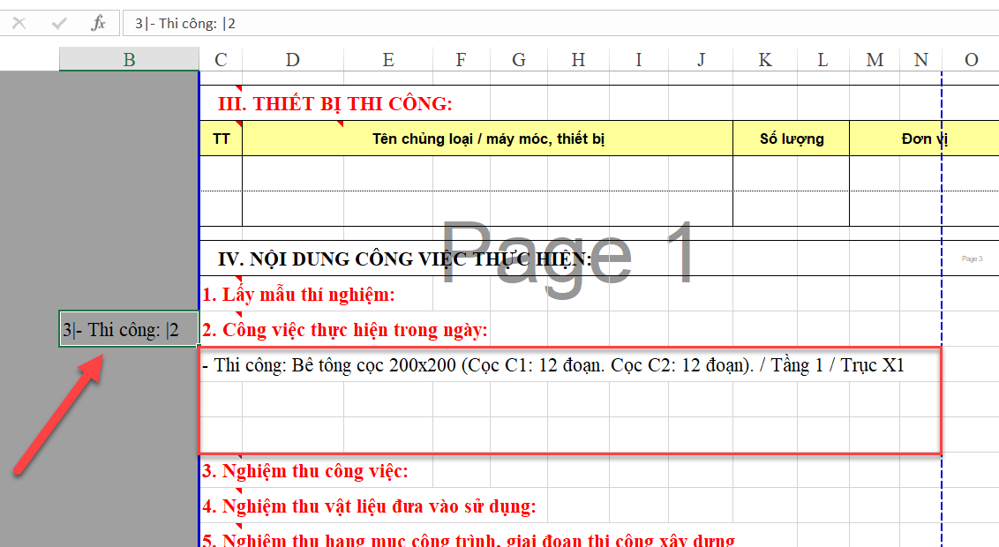 fx 3|- Thi công: |2
B C D E F G H I J K L M N O
III. THIẾT BỊ THI CÔNG:
TT Tên chủng loại / máy móc, thiết bị Số lượng Đơn vị
Page 1
IV. NỘI DUNG CÔNG VIỆC THỰC HIỆN:
Page 3
1. Lấy mẫu thí nghiệm:
3|- Thi công: |2 2. Công việc thực hiện trong ngày:
- Thi công: Bê tông cọc 200x200 (Cọc C1: 12 đoạn. Cọc C2: 12 đoạn). / Tầng 1 / Trục X1
3. Nghiệm thu công việc:
4. Nghiệm thu vật liệu đưa vào sử dụng:
5. Nghiệm thu hạng mục công trình, giai đoạn thi công xây dựng